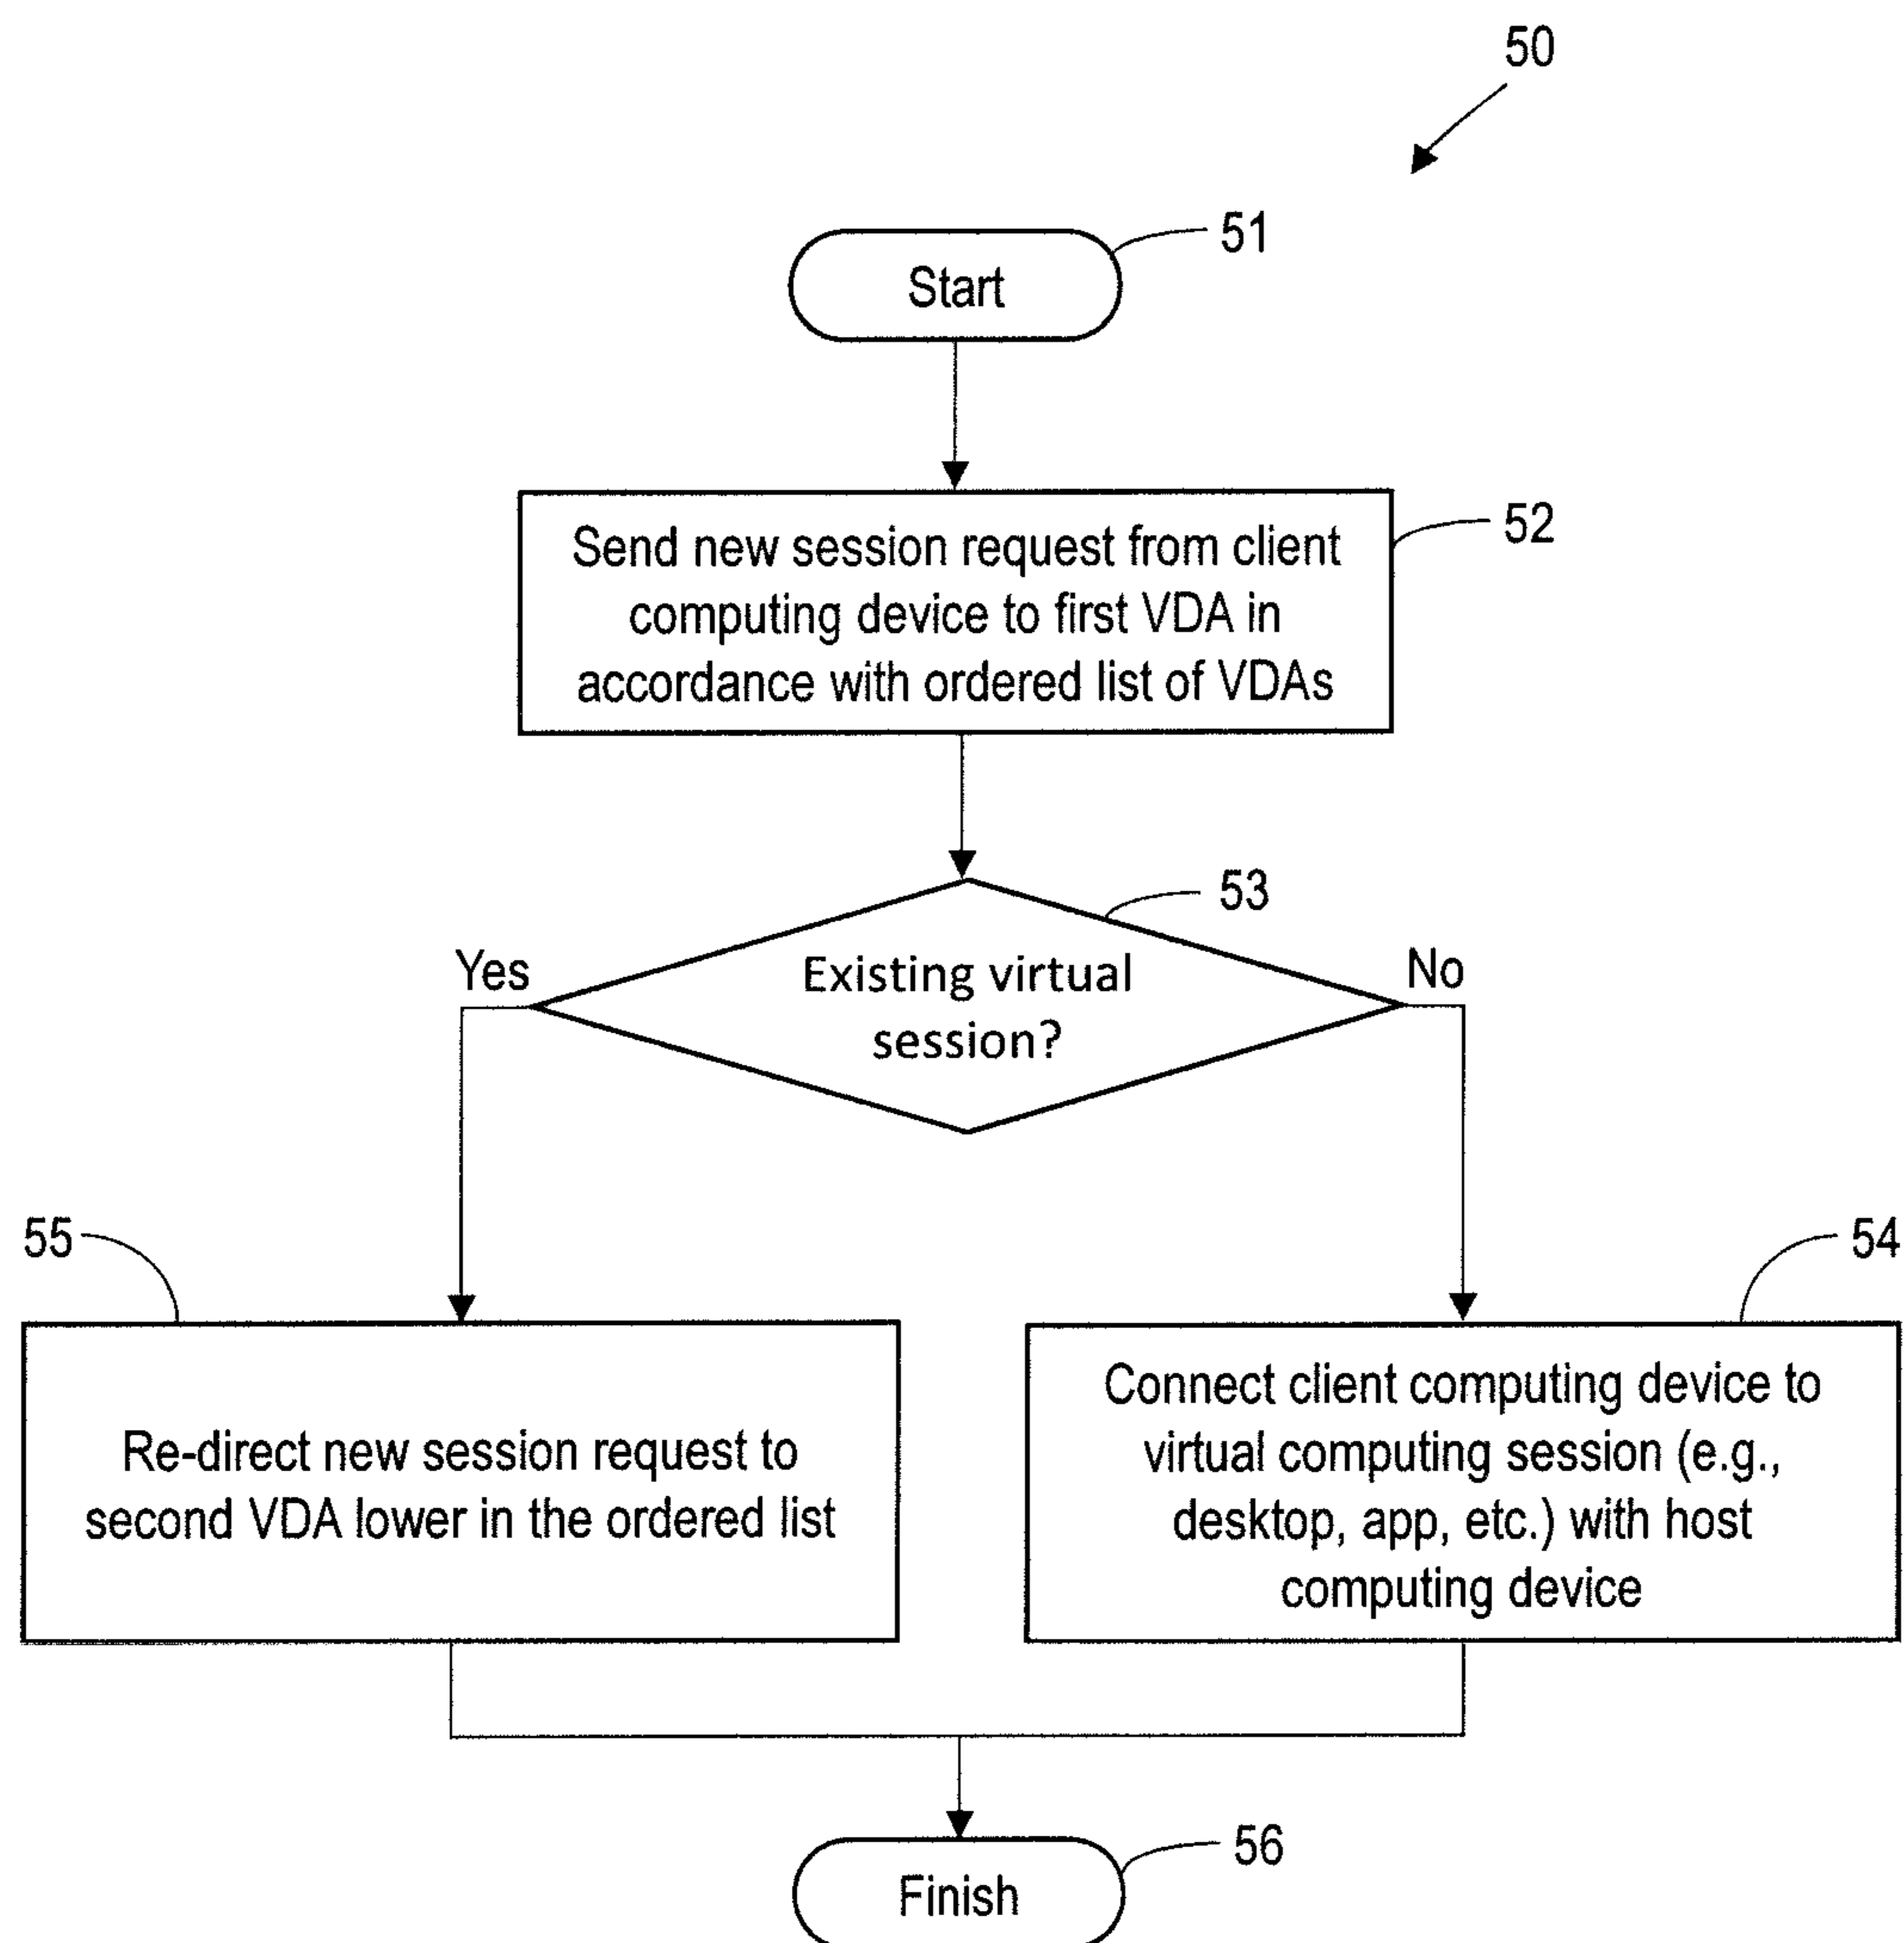 50
51
Start
52
Send new session request from client
computing device to first VDA in
accordance with ordered list of VDAs
53
Yes
Existing virtual
session?
No
55
54
Re-direct new session request to
second VDA lower in the ordered list
Connect client computing device to
virtual computing session (e.g.,
desktop, app, etc.) with host
computing device
56
Finish